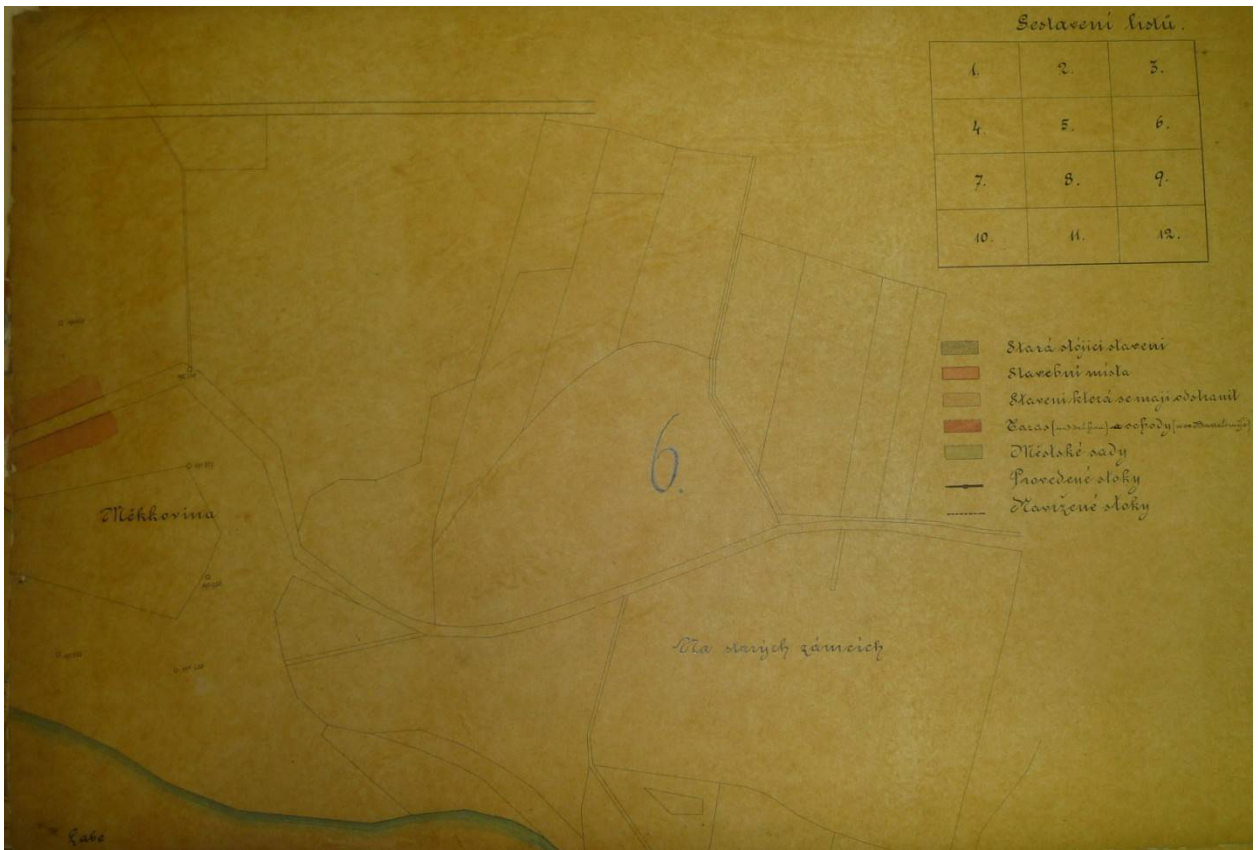 Sestavení listů.
1. 2. 3.
4. 5. 6.
7. 8. 9.
10. 11. 12.
Stará stojící stavení
Stavební místa
Stavení která se mají odstranit
Taras
Městské sady
Provedené stoky
Navržené stoky
6.
Měkkovina
Na starých zámcích
Labe